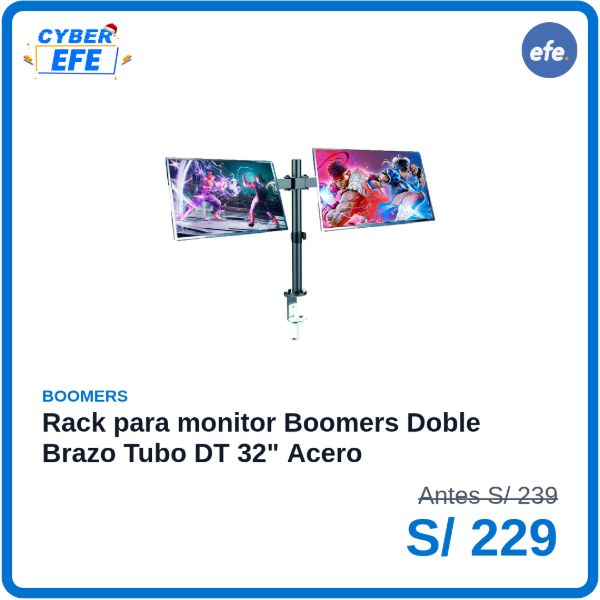 CYBER
EFE
efe.
BOOMERS
Rack para monitor Boomers Doble
Brazo Tubo DT 32" Acero
Antes S/ 239
S/ 229